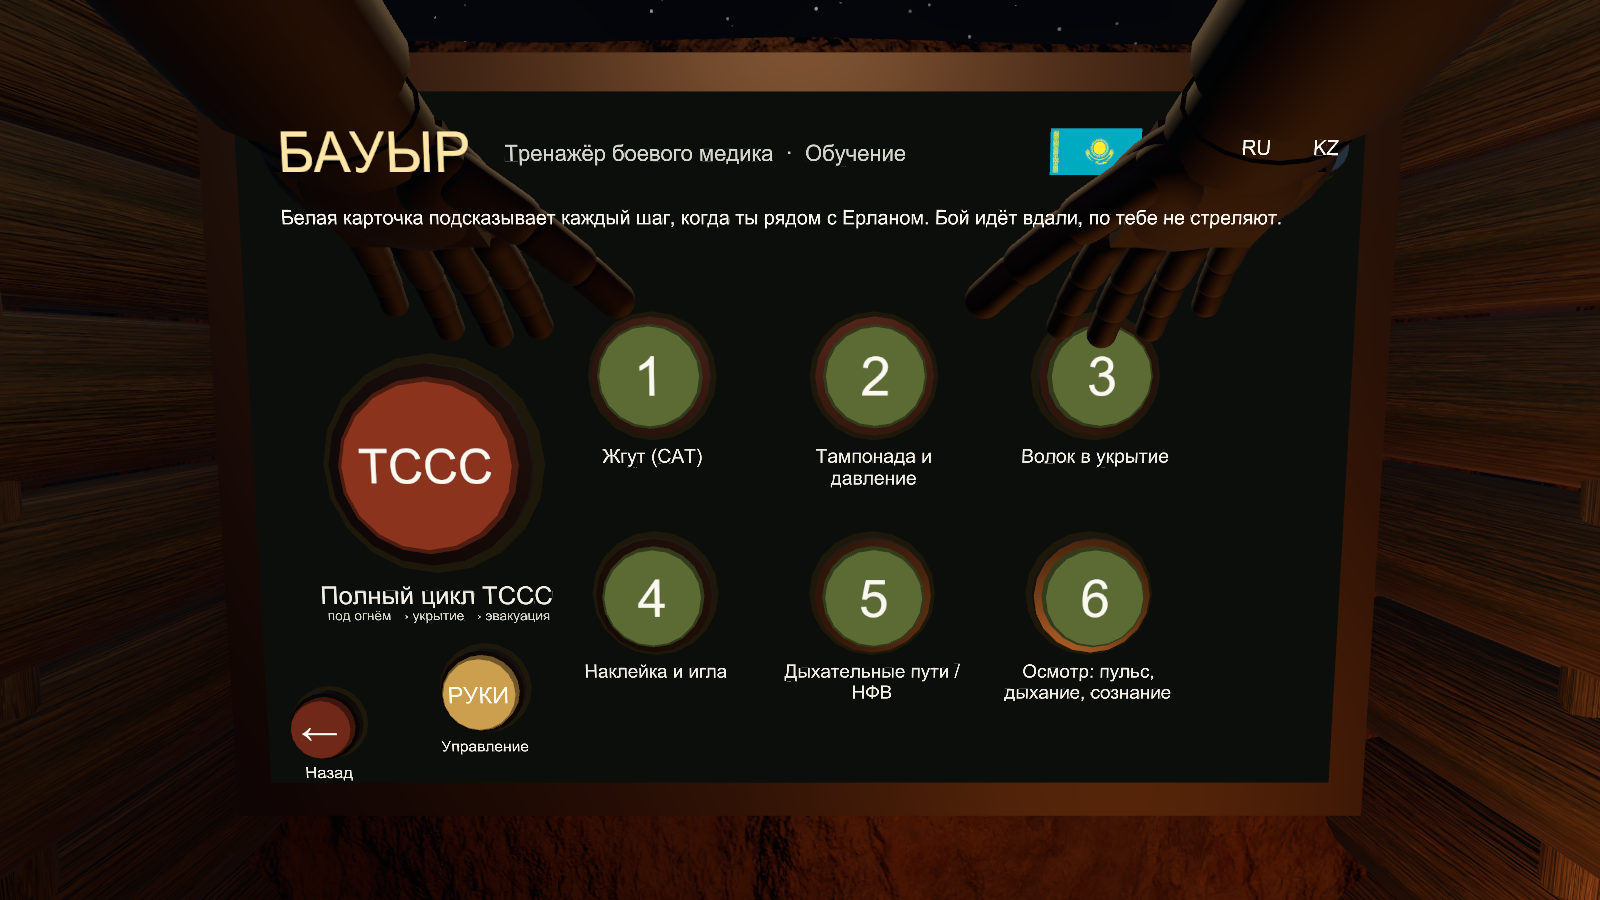 БАУЫР
Тренажёр боевого медика · Обучение
RU
KZ
Белая карточка подсказывает каждый шаг, когда ты рядом с Ерланом. Бой идёт вдали, по тебе не стреляют.
ТССС
Полный цикл ТССС
под огнём → укрытие → эвакуация
1
Жгут (CAT)
2
Тампонада и
давление
3
Волок в укрытие
4
Наклейка и игла
5
Дыхательные пути /
НФВ
6
Осмотр: пульс,
дыхание, сознание
РУКИ
Управление
←
Назад